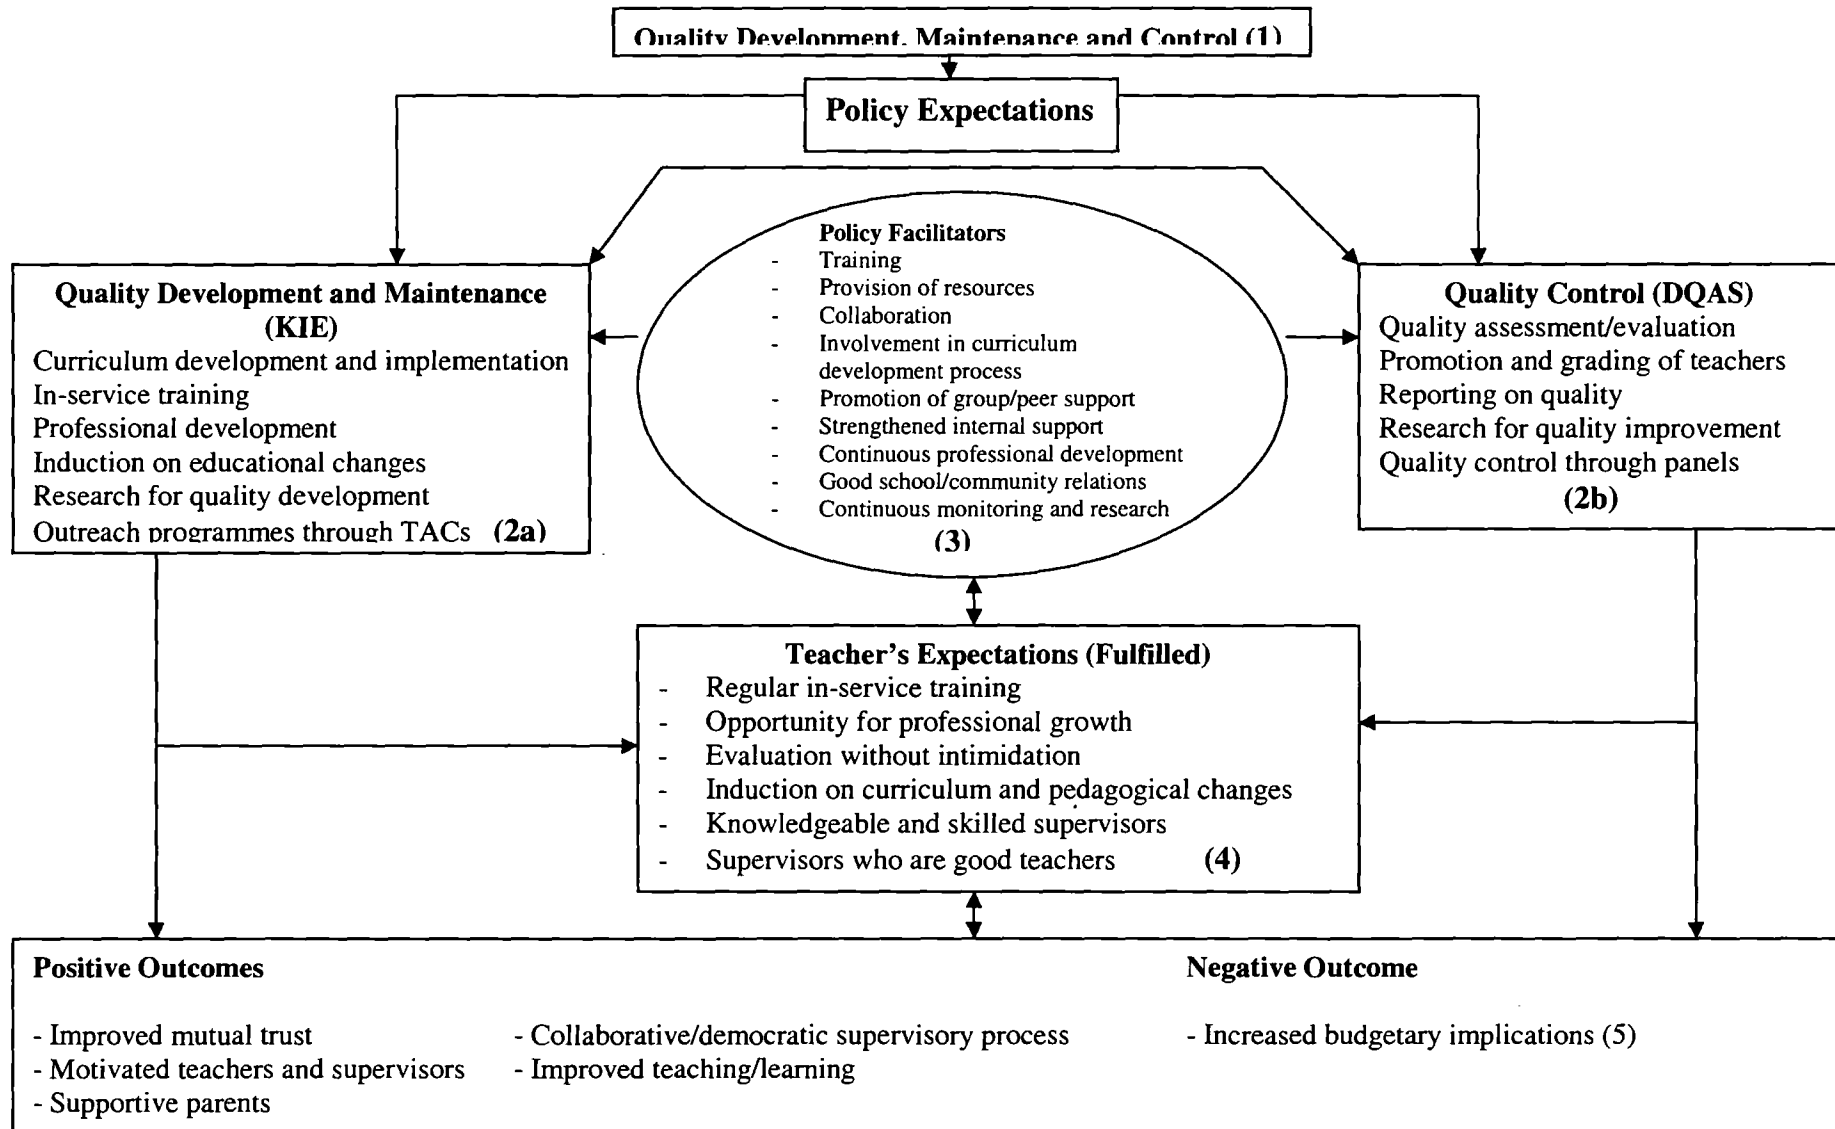 Quality Development, Maintenance and Control (1)
Policy Expectations
Quality Development and Maintenance
(KIE)
Curriculum development and implementation
In-service training
Professional development
Induction on educational changes
Research for quality development
Outreach programmes through TACs (2a)
Policy Facilitators
- Training
- Provision of resources
- Collaboration
- Involvement in curriculum
development process
- Promotion of group/peer support
- Strengthened internal support
- Continuous professional development
- Good school/community relations
- Continuous monitoring and research
(3)
Quality Control (DQAS)
Quality assessment/evaluation
Promotion and grading of teachers
Reporting on quality
Research for quality improvement
Quality control through panels
(2b)
Teacher's Expectations (Fulfilled)
- Regular in-service training
- Opportunity for professional growth
- Evaluation without intimidation
- Induction on curriculum and pedagogical changes
- Knowledgeable and skilled supervisors
- Supervisors who are good teachers (4)
Positive Outcomes
- Improved mutual trust
- Motivated teachers and supervisors
- Supportive parents
- Collaborative/democratic supervisory process
- Improved teaching/learning
Negative Outcome
- Increased budgetary implications (5)